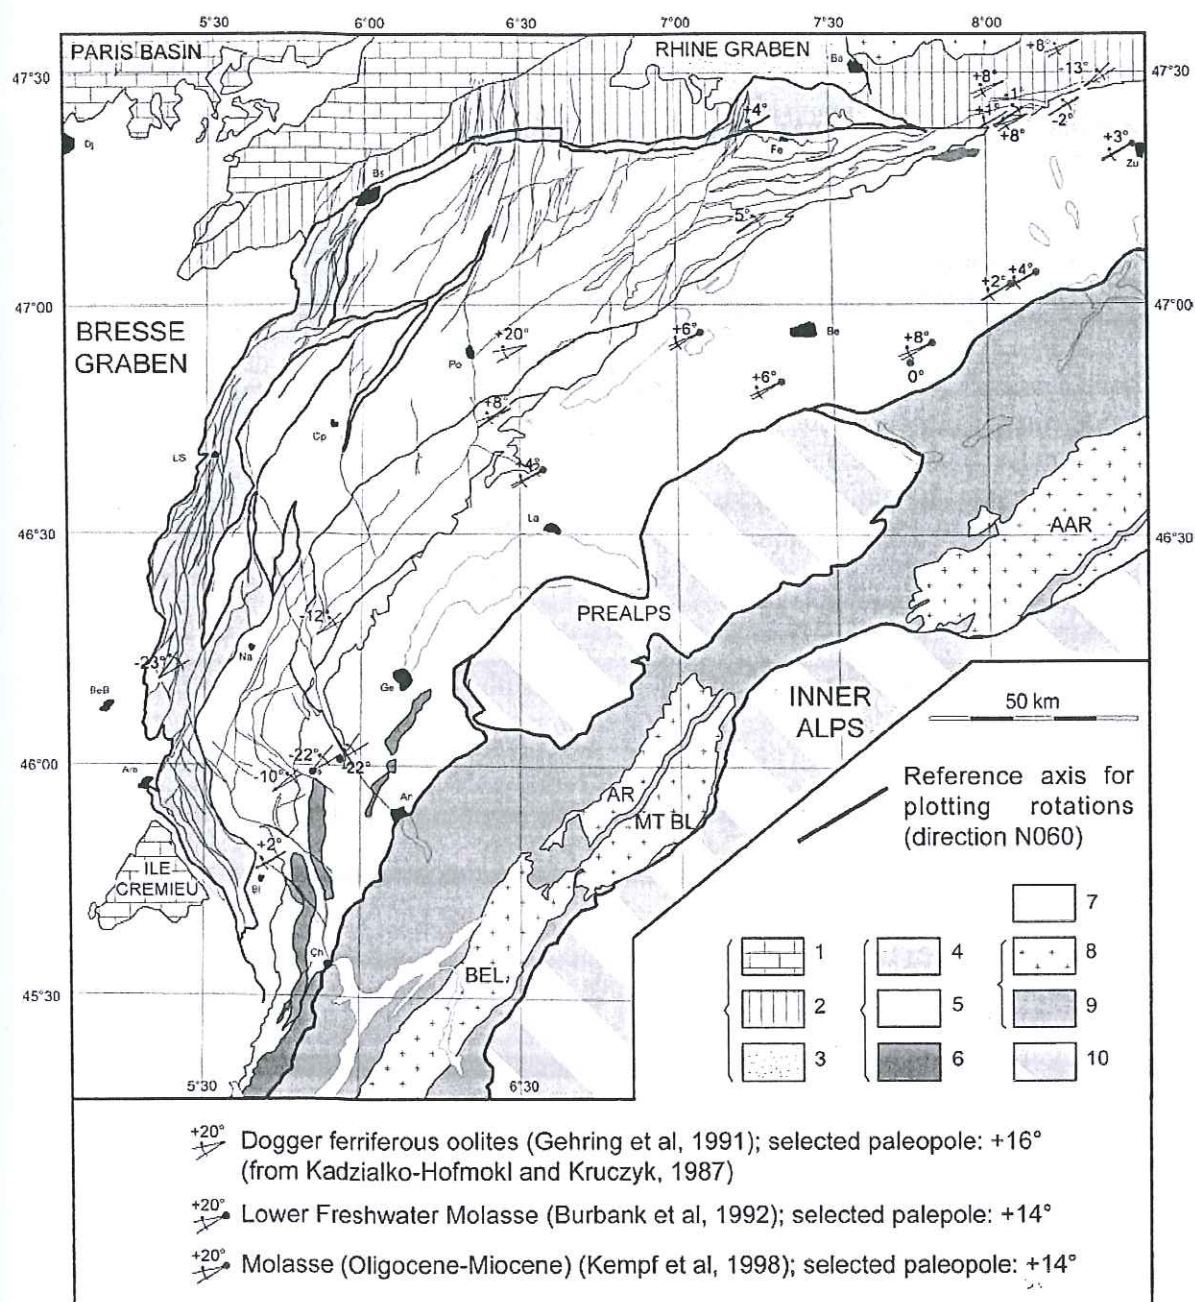 5°30 6°00 6°30 7°00 7°30 8°00
PARIS BASIN
RHINE GRABEN
Ba
+8°
-13°
47°30
47°30
+8°
-1°
+4°
+1°
-2°
+8°
Dj
Fe
+3°
Zu
Bs
5°
+2° +4°
47°00
47°00
BRESSE
GRABEN
+20°
Po
+6°
Be
+8°
0°
+6°
+8°
Cp
LS
+4°
La
46°30
46°30
AAR
-12°
PREALPS
Na
-23°
Ge
BeB
INNER
ALPS
50 km
46°00
-22°
-22°
-10°
Am
Ar
AR
MT BL
Reference axis for
plotting rotations
(direction N060)
+2°
ILE
CREMIEU
Bl
7
Ch
BEL
1 4 8
45°30
2 5 9
3 6 10
5°30 6°30
+20° Dogger ferriferous oolites (Gehring et al, 1991); selected paleopole: +16°
(from Kadzialko-Hofmokl and Kruczyk, 1987)
+20° Lower Freshwater Molasse (Burbank et al, 1992); selected palepole: +14°
+20° Molasse (Oligocene-Miocene) (Kempf et al, 1998); selected paleopole: +14°